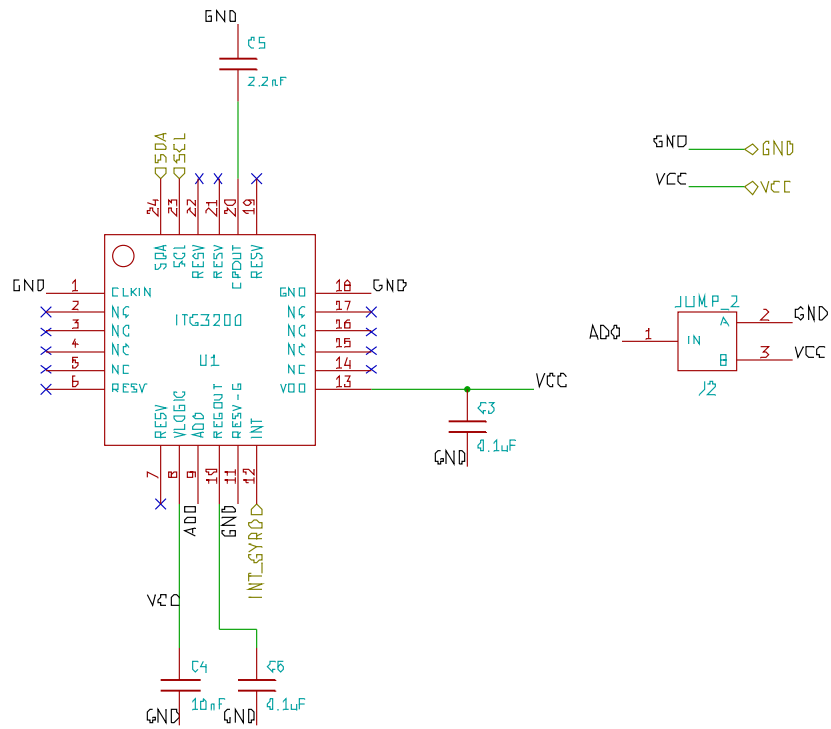 GND
C5
2.2nF
SDA
SCL
24
23
22
21
20
19
SDA
SCL
RESV
RESV
CPOUT
RESV
GND
VCC
GND
VCC
GND 1 CLKIN
2 NC
3 NC
4 NC
5 NC
6 RESV
ITG3200
U1
GND 18 GND
NC 17
NC 16
NC 15
NC 14
VDD 13
VCC
C3
0.1uF
GND
JUMP_2
AD0 1 IN
A 2 GND
B 3 VCC
J2
RESV
VLOGIC
AD0
REGOUT
RESV-G
INT
7
8
9
10
11
12
AD0
GND
INT_GYRO
VCC
C4
10nF
GND
C6
0.1uF
GND